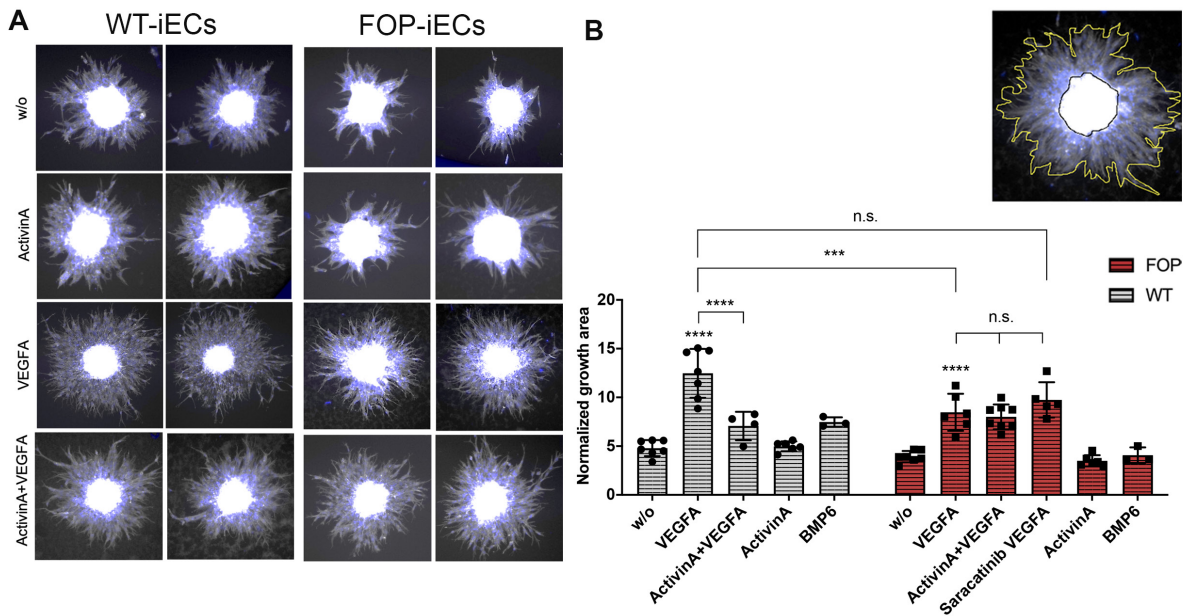 A
WT-iECs
FOP-iECs
w/o
ActivinA
VEGFA
ActivinA+VEGFA
B
n.s.
***
FOP
WT
****
n.s.
****
****
Normalized growth area
20
15
10
5
0
w/o
VEGFA
ActivinA+VEGFA
ActivinA
BMP6
w/o
VEGFA
ActivinA+VEGFA
Saracatinib VEGFA
ActivinA
BMP6